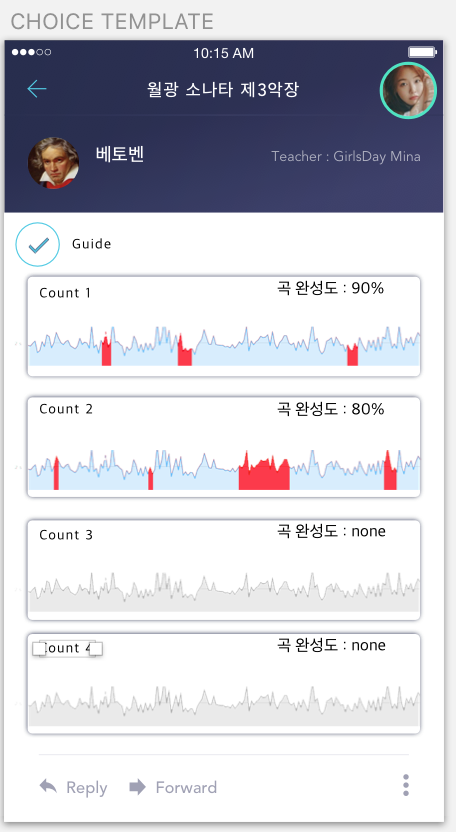 CHOICE TEMPLATE
10:15 AM
월광 소나타 제3악장
베토벤
Teacher : GirlsDay Mina
Guide
Count 1
곡 완성도 : 90%
Count 2
곡 완성도 : 80%
Count 3
곡 완성도 : none
Count 4
곡 완성도 : none
Reply
Forward